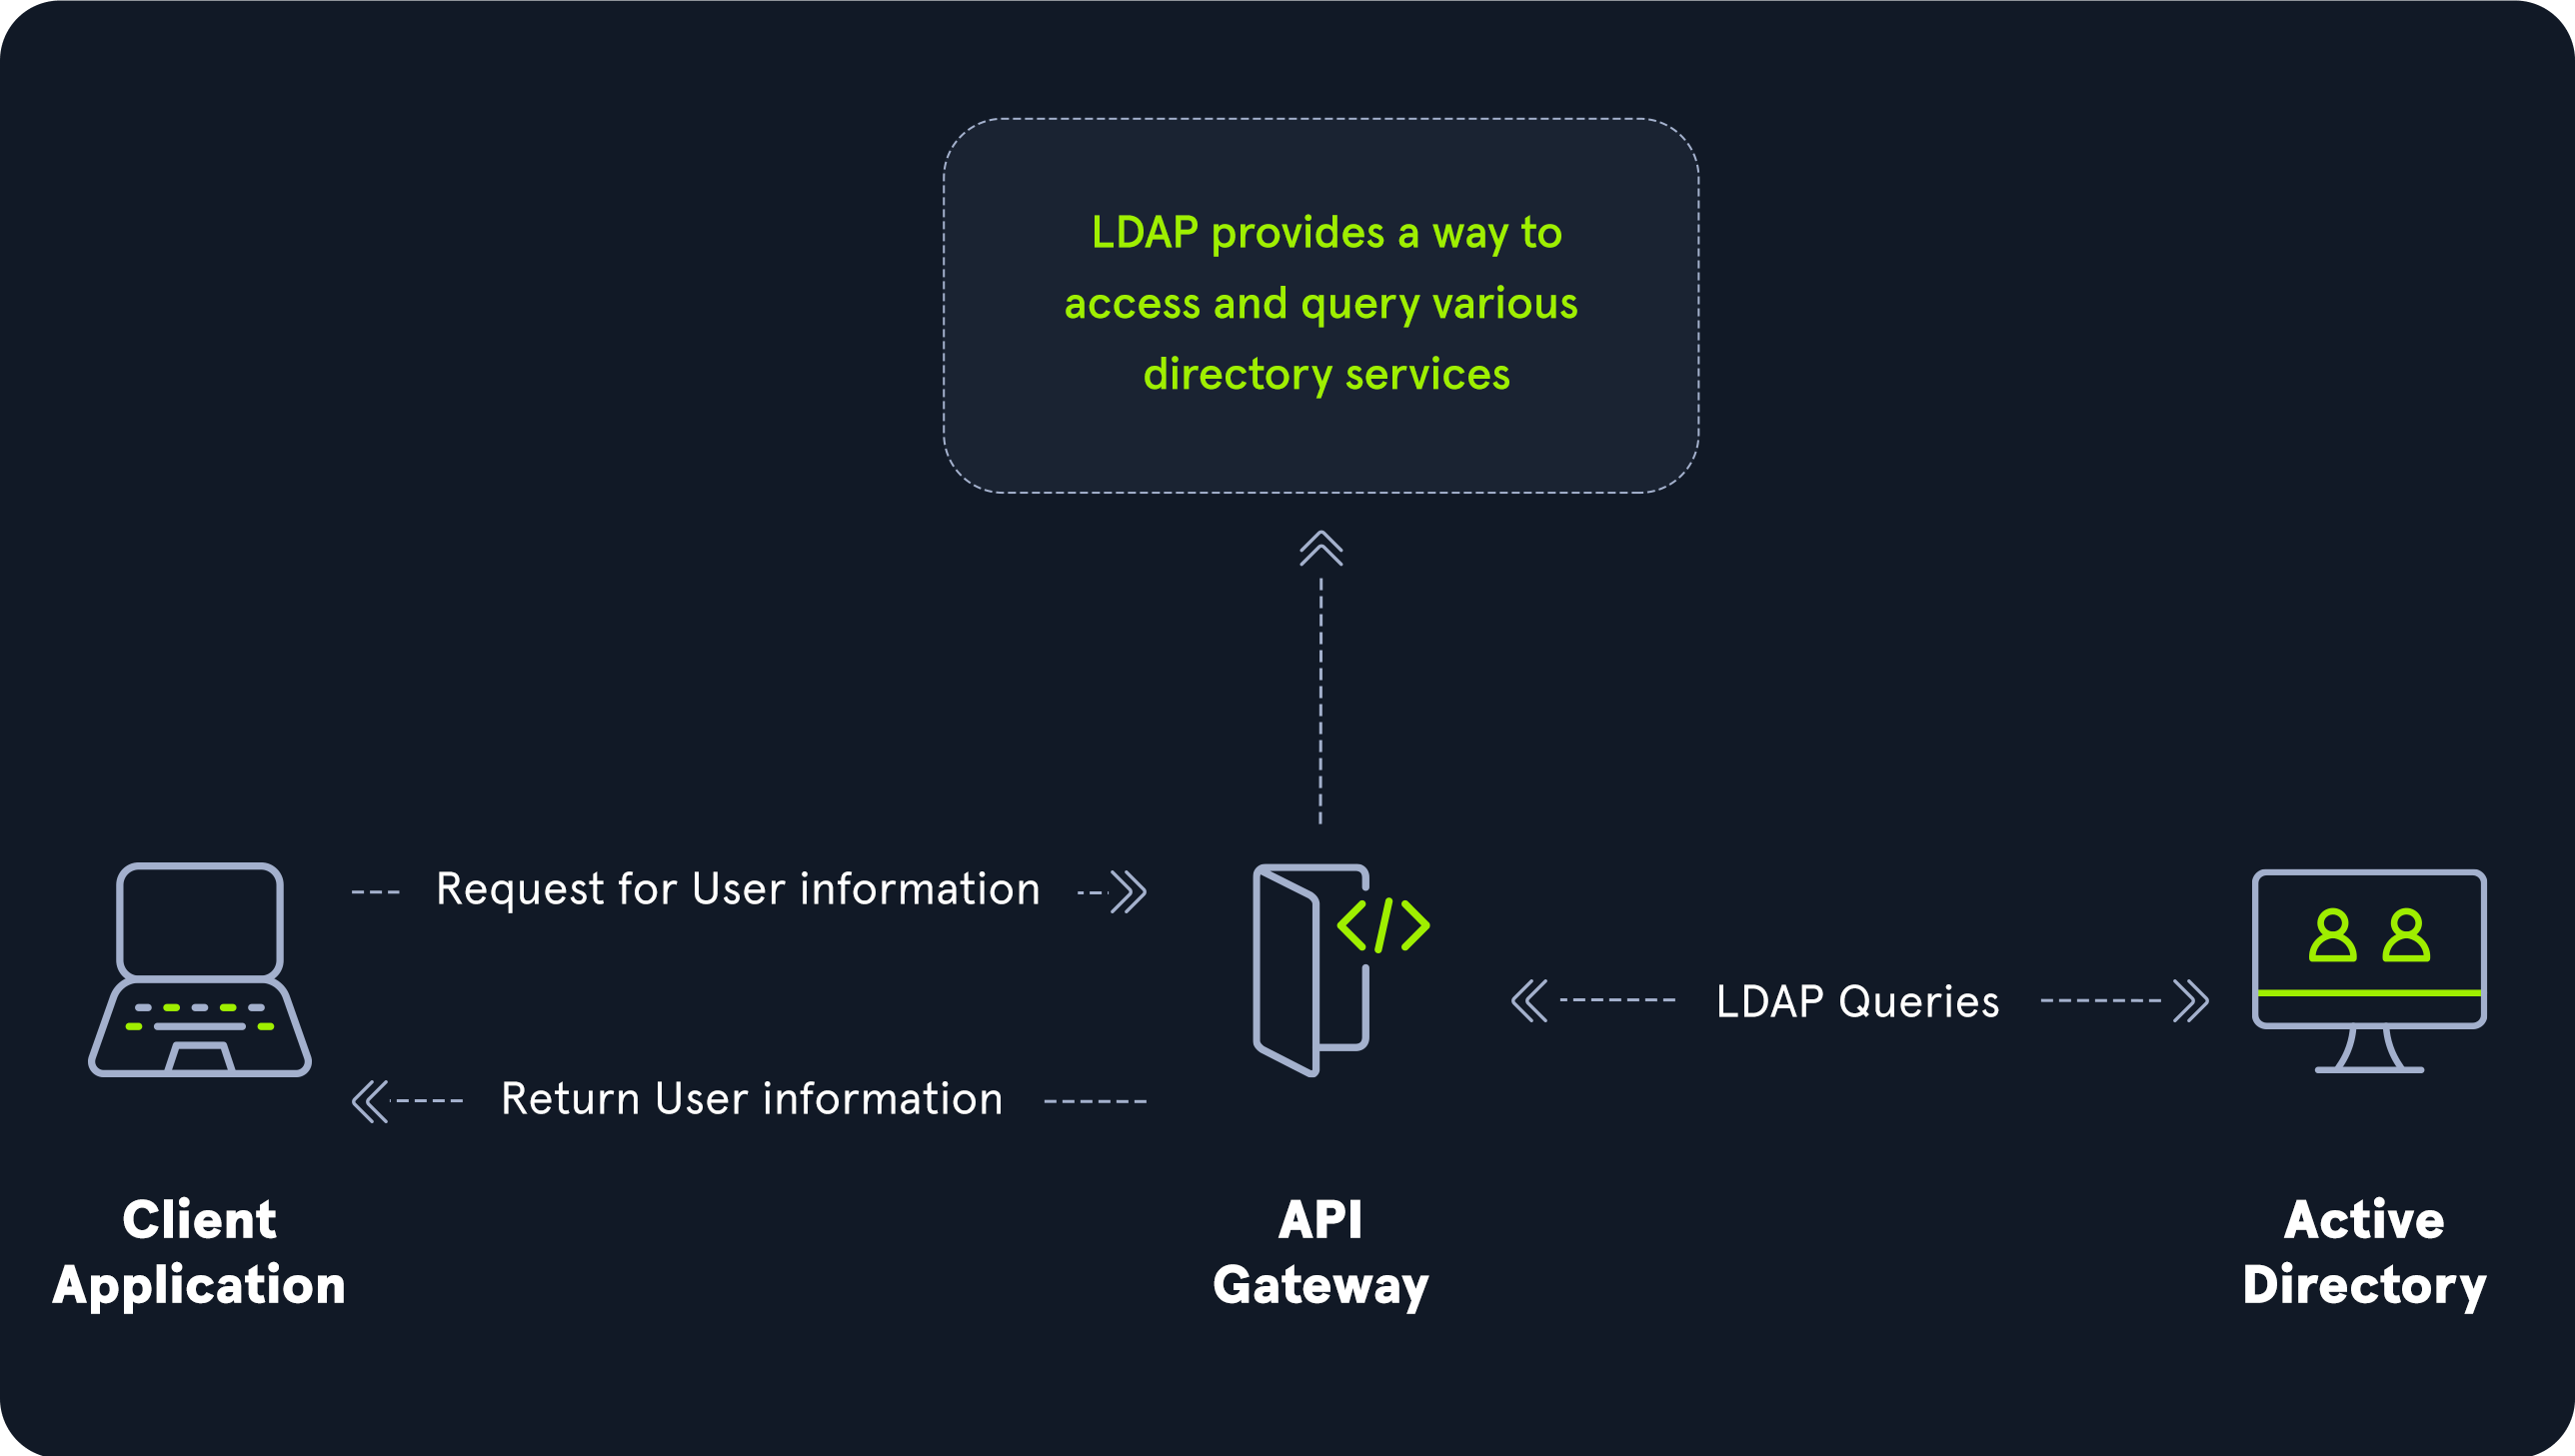 LDAP provides a way to
access and query various
directory services
Request for User information
</>
LDAP Queries
Return User information
Client
Application
API
Gateway
Active
Directory